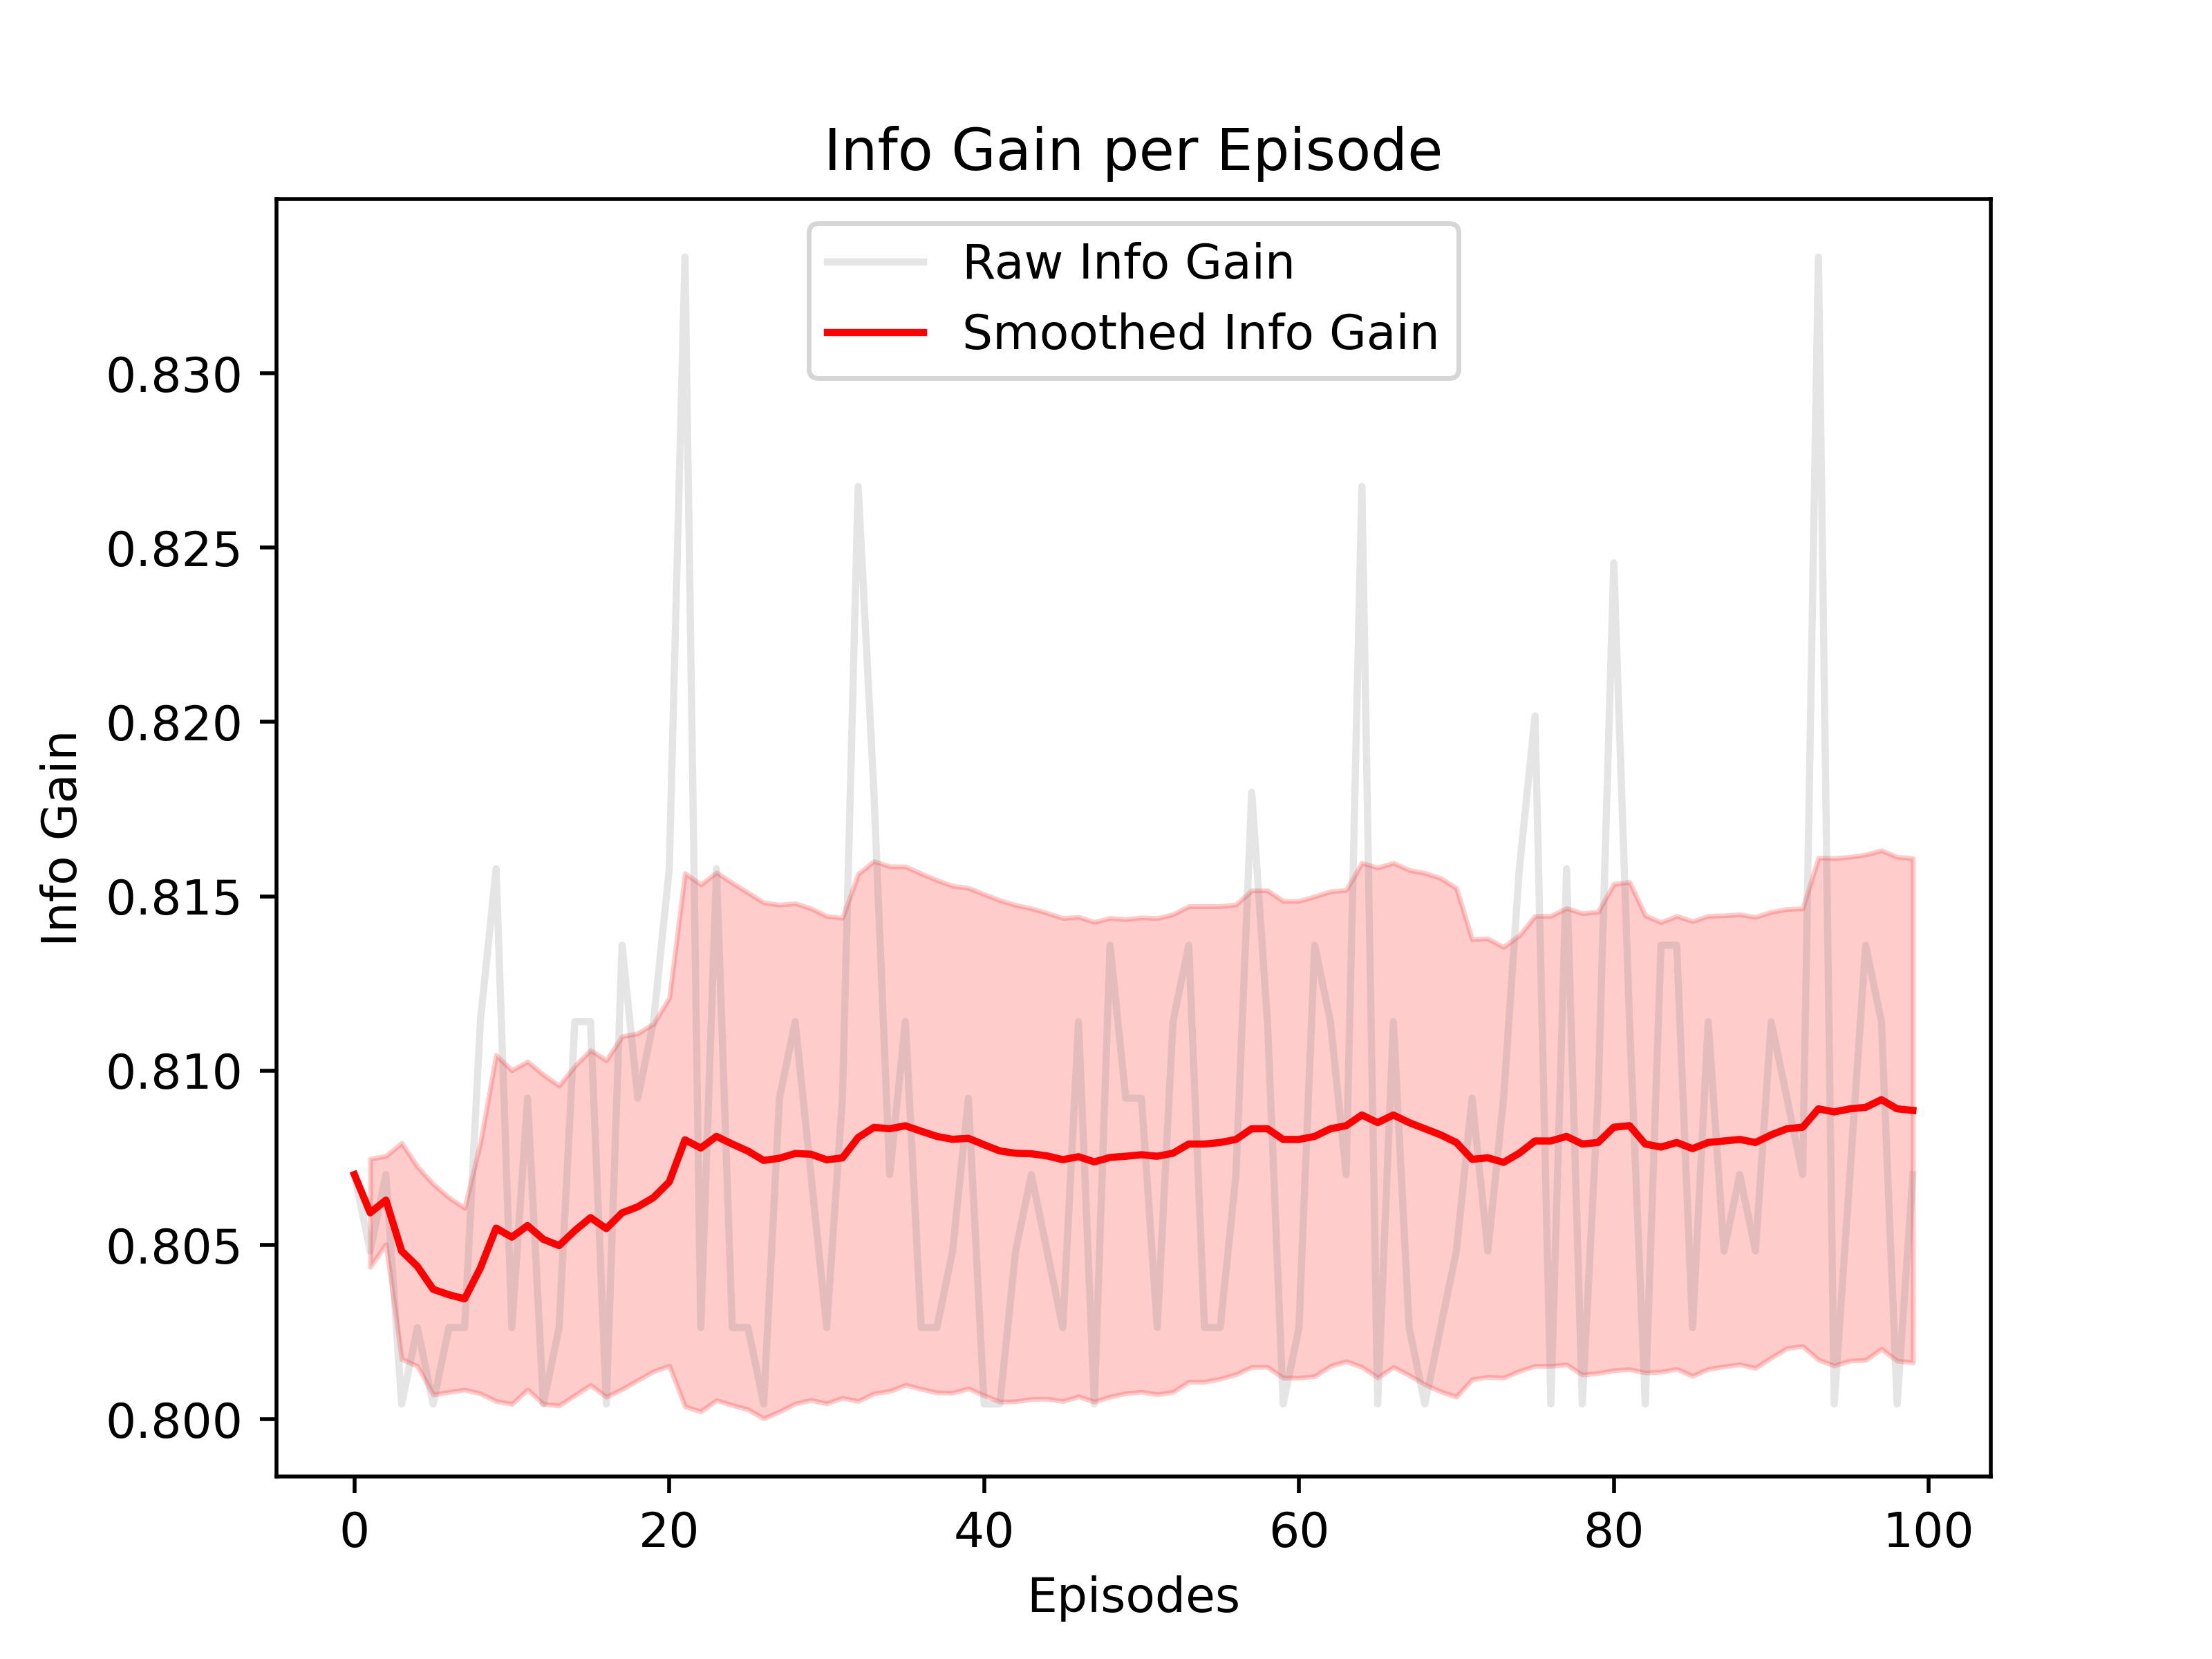 Info Gain per Episode
Raw Info Gain
Smoothed Info Gain
Info Gain
0.830
0.825
0.820
0.815
0.810
0.805
0.800
0 20 40 60 80 100
Episodes